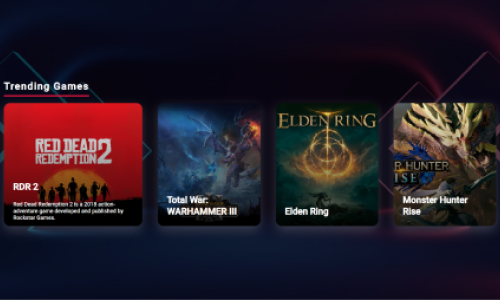 Trending Games
RED DEAD
REDEMPTION 2
RDR 2
Red Dead Redemption 2 is a 2018 action-
adventure game developed and published by
Rockstar Games.
Total War:
WARHAMMER III
ELDEN RING
Elden Ring
R HUNTER
ISE
Monster Hunter
Rise